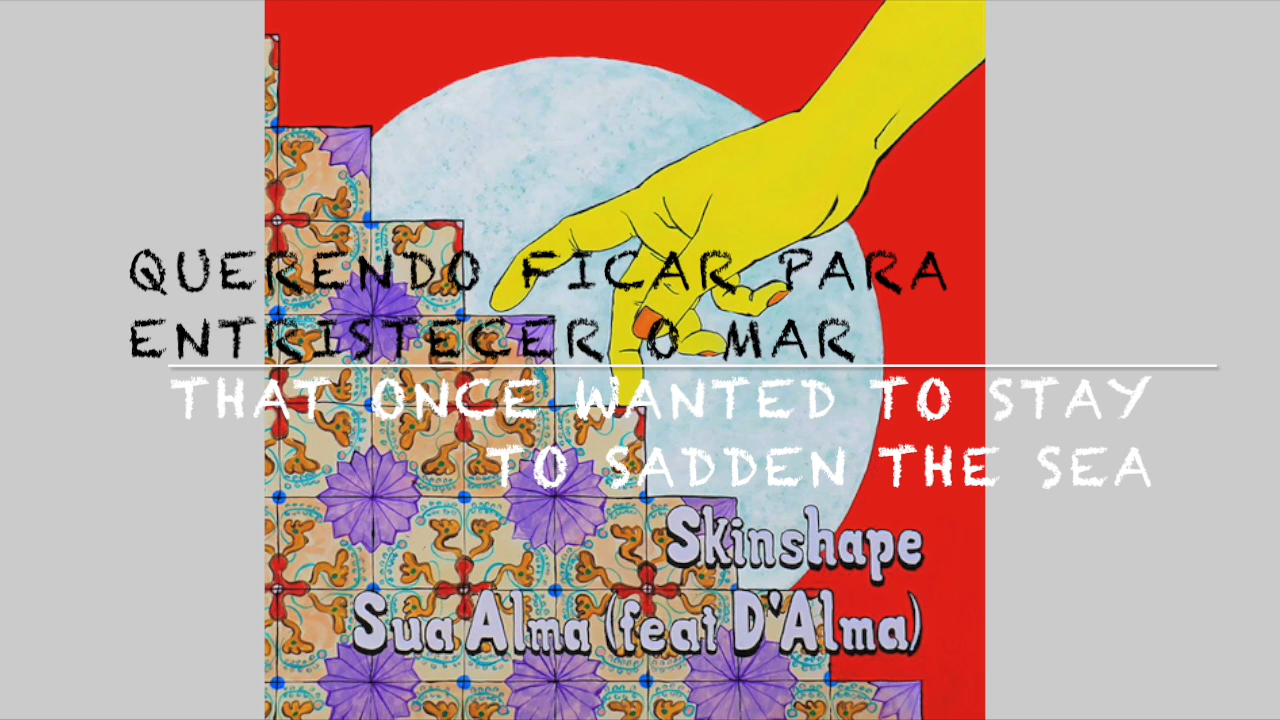 QUERENDO FICAR PARA
ENTRISTECER O MAR
THAT ONCE WANTED TO STAY
TO SADDEN THE SEA
Skinshape
Sua Alma (feat D'Alma)